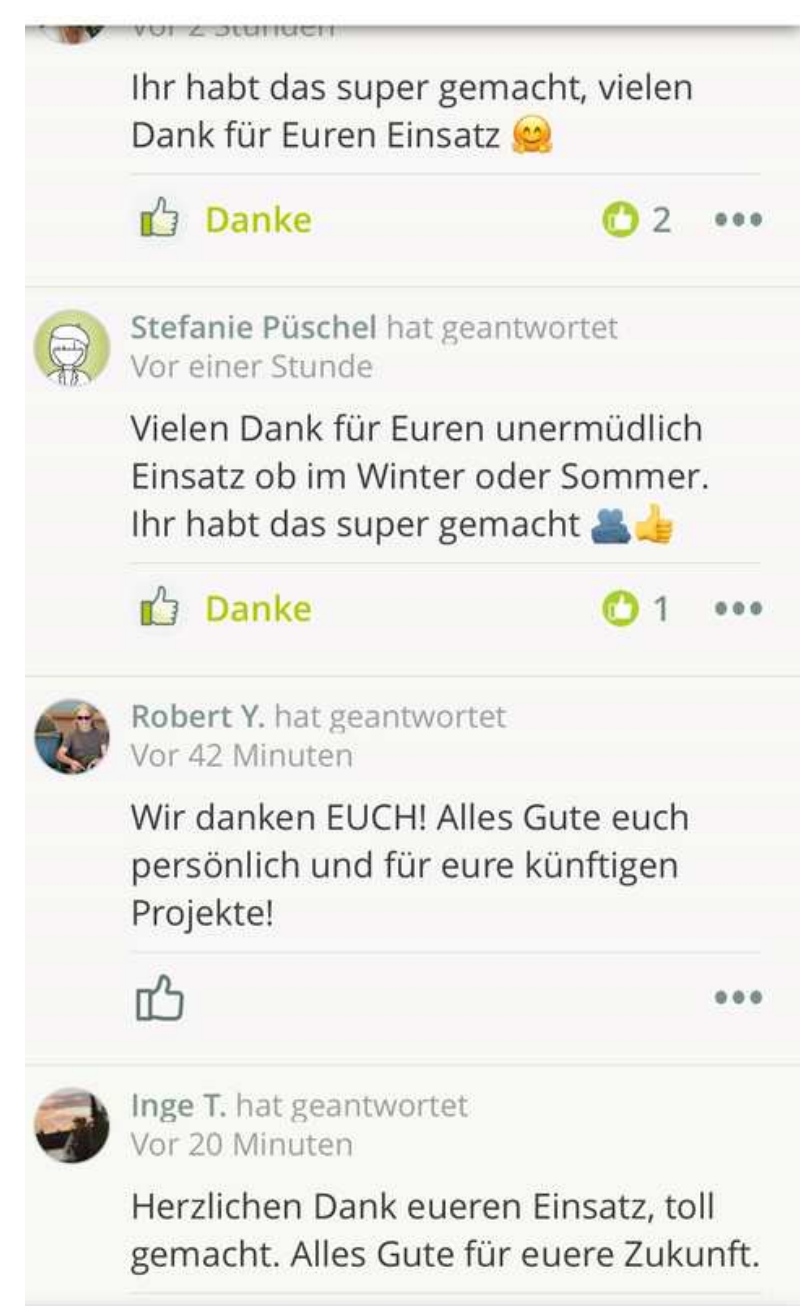 Vor 2 Stunden
Ihr habt das super gemacht, vielen
Dank für Euren Einsatz 🤗
Danke
2
Stefanie Püschel hat geantwortet
Vor einer Stunde
Vielen Dank für Euren unermüdlich
Einsatz ob im Winter oder Sommer.
Ihr habt das super gemacht 🫂👍
Danke
1
Robert Y. hat geantwortet
Vor 42 Minuten
Wir danken EUCH! Alles Gute euch
persönlich und für eure künftigen
Projekte!
Inge T. hat geantwortet
Vor 20 Minuten
Herzlichen Dank eueren Einsatz, toll
gemacht. Alles Gute für euere Zukunft.